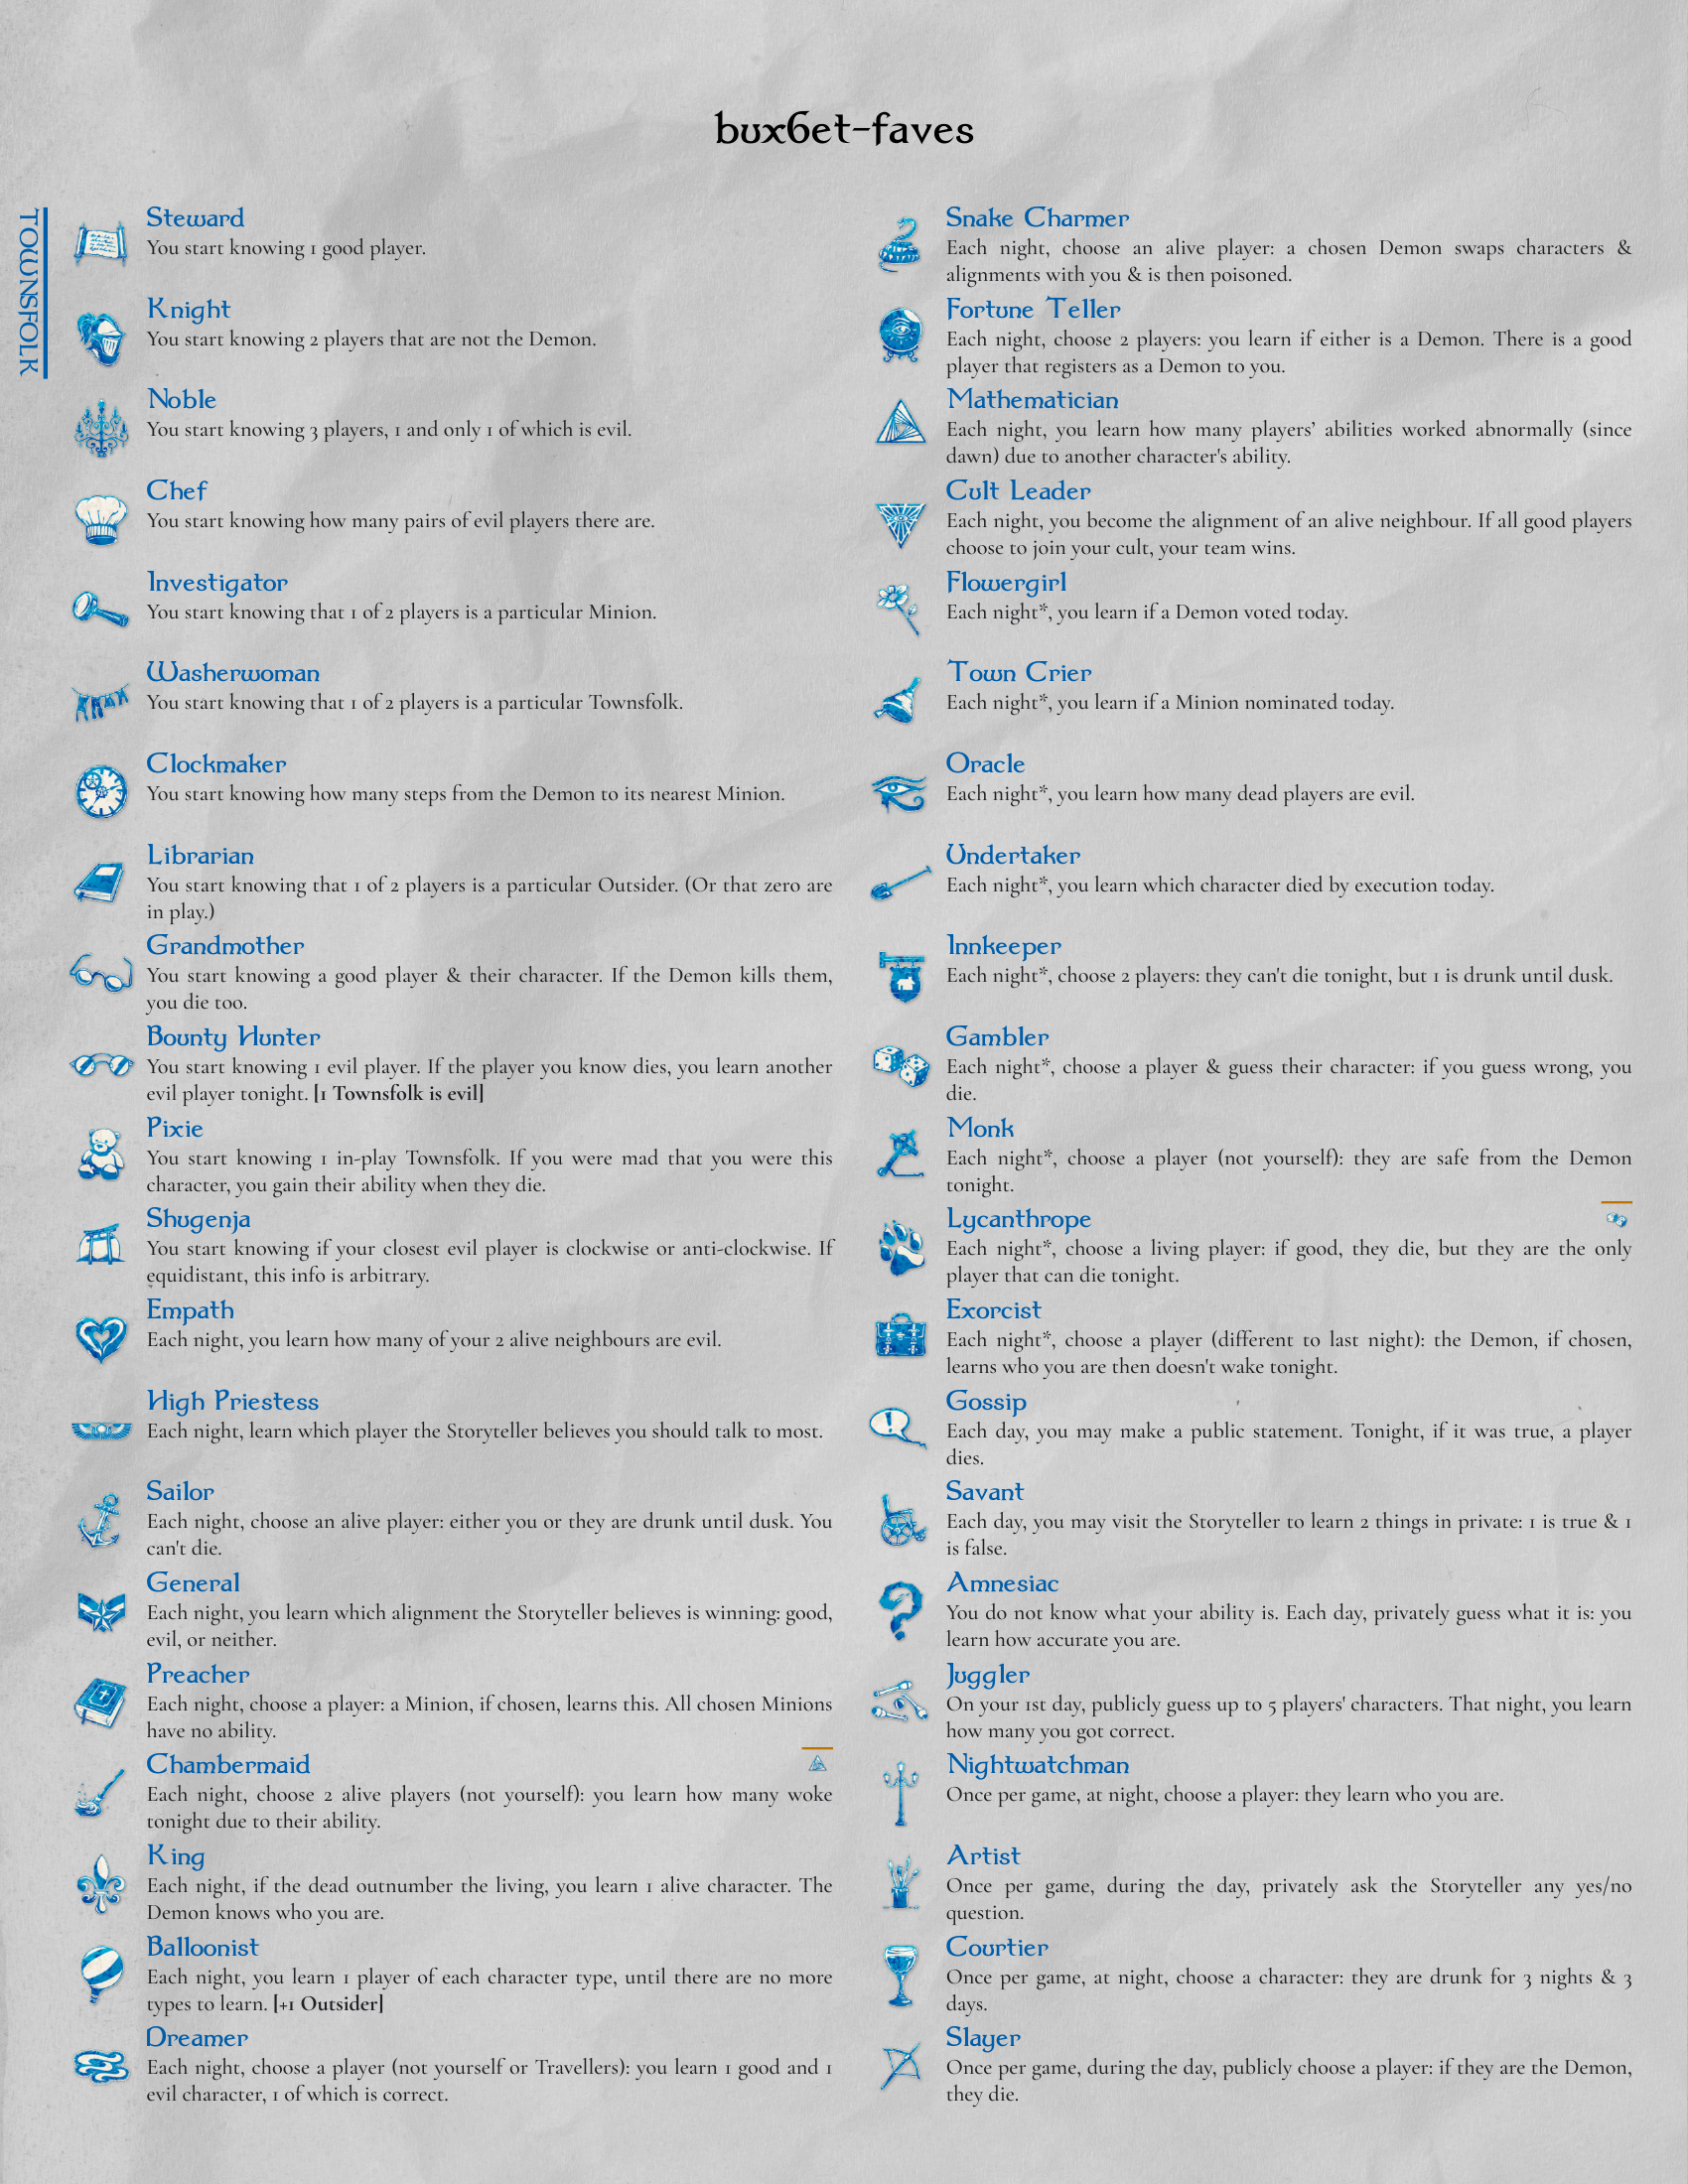 bux6et-faves
TOWNSFOLK
Steward
You start knowing 1 good player.
Knight
You start knowing 2 players that are not the Demon.
Noble
You start knowing 3 players, 1 and only 1 of which is evil.
Chef
You start knowing how many pairs of evil players there are.
Investigator
You start knowing that 1 of 2 players is a particular Minion.
Washerwoman
You start knowing that 1 of 2 players is a particular Townsfolk.
Clockmaker
You start knowing how many steps from the Demon to its nearest Minion.
Librarian
You start knowing that 1 of 2 players is a particular Outsider. (Or that zero are
in play.)
Grandmother
You start knowing a good player & their character. If the Demon kills them,
you die too.
Bounty Hunter
You start knowing 1 evil player. If the player you know dies, you learn another
evil player tonight. [1 Townsfolk is evil]
Pixie
You start knowing 1 in-play Townsfolk. If you were mad that you were this
character, you gain their ability when they die.
Shugenja
You start knowing if your closest evil player is clockwise or anti-clockwise. If
equidistant, this info is arbitrary.
Empath
Each night, you learn how many of your 2 alive neighbours are evil.
High Priestess
Each night, learn which player the Storyteller believes you should talk to most.
Sailor
Each night, choose an alive player: either you or they are drunk until dusk. You
can't die.
General
Each night, you learn which alignment the Storyteller believes is winning: good,
evil, or neither.
Preacher
Each night, choose a player: a Minion, if chosen, learns this. All chosen Minions
have no ability.
Chambermaid
Each night, choose 2 alive players (not yourself): you learn how many woke
tonight due to their ability.
King
Each night, if the dead outnumber the living, you learn 1 alive character. The
Demon knows who you are.
Balloonist
Each night, you learn 1 player of each character type, until there are no more
types to learn. [+1 Outsider]
Dreamer
Each night, choose a player (not yourself or Travellers): you learn 1 good and 1
evil character, 1 of which is correct.
Snake Charmer
Each night, choose an alive player: a chosen Demon swaps characters &
alignments with you & is then poisoned.
Fortune Teller
Each night, choose 2 players: you learn if either is a Demon. There is a good
player that registers as a Demon to you.
Mathematician
Each night, you learn how many players’ abilities worked abnormally (since
dawn) due to another character's ability.
Cult Leader
Each night, you become the alignment of an alive neighbour. If all good players
choose to join your cult, your team wins.
Flowergirl
Each night*, you learn if a Demon voted today.
Town Crier
Each night*, you learn if a Minion nominated today.
Oracle
Each night*, you learn how many dead players are evil.
Undertaker
Each night*, you learn which character died by execution today.
Innkeeper
Each night*, choose 2 players: they can't die tonight, but 1 is drunk until dusk.
Gambler
Each night*, choose a player & guess their character: if you guess wrong, you
die.
Monk
Each night*, choose a player (not yourself): they are safe from the Demon
tonight.
Lycanthrope
Each night*, choose a living player: if good, they die, but they are the only
player that can die tonight.
Exorcist
Each night*, choose a player (different to last night): the Demon, if chosen,
learns who you are then doesn't wake tonight.
Gossip
Each day, you may make a public statement. Tonight, if it was true, a player
dies.
Savant
Each day, you may visit the Storyteller to learn 2 things in private: 1 is true & 1
is false.
Amnesiac
You do not know what your ability is. Each day, privately guess what it is: you
learn how accurate you are.
Juggler
On your 1st day, publicly guess up to 5 players' characters. That night, you learn
how many you got correct.
Nightwatchman
Once per game, at night, choose a player: they learn who you are.
Artist
Once per game, during the day, privately ask the Storyteller any yes/no
question.
Courtier
Once per game, at night, choose a character: they are drunk for 3 nights & 3
days.
Slayer
Once per game, during the day, publicly choose a player: if they are the Demon,
they die.